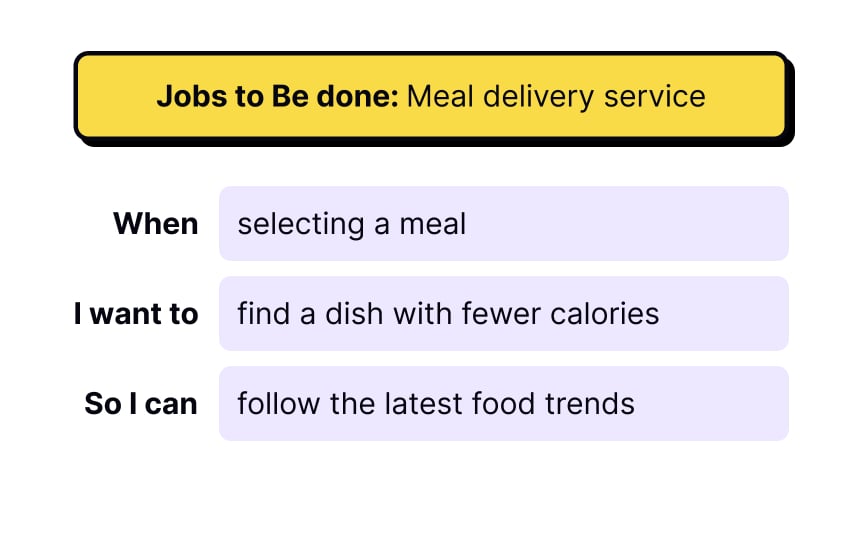 Jobs to Be done: Meal delivery service
When selecting a meal
I want to find a dish with fewer calories
So I can follow the latest food trends